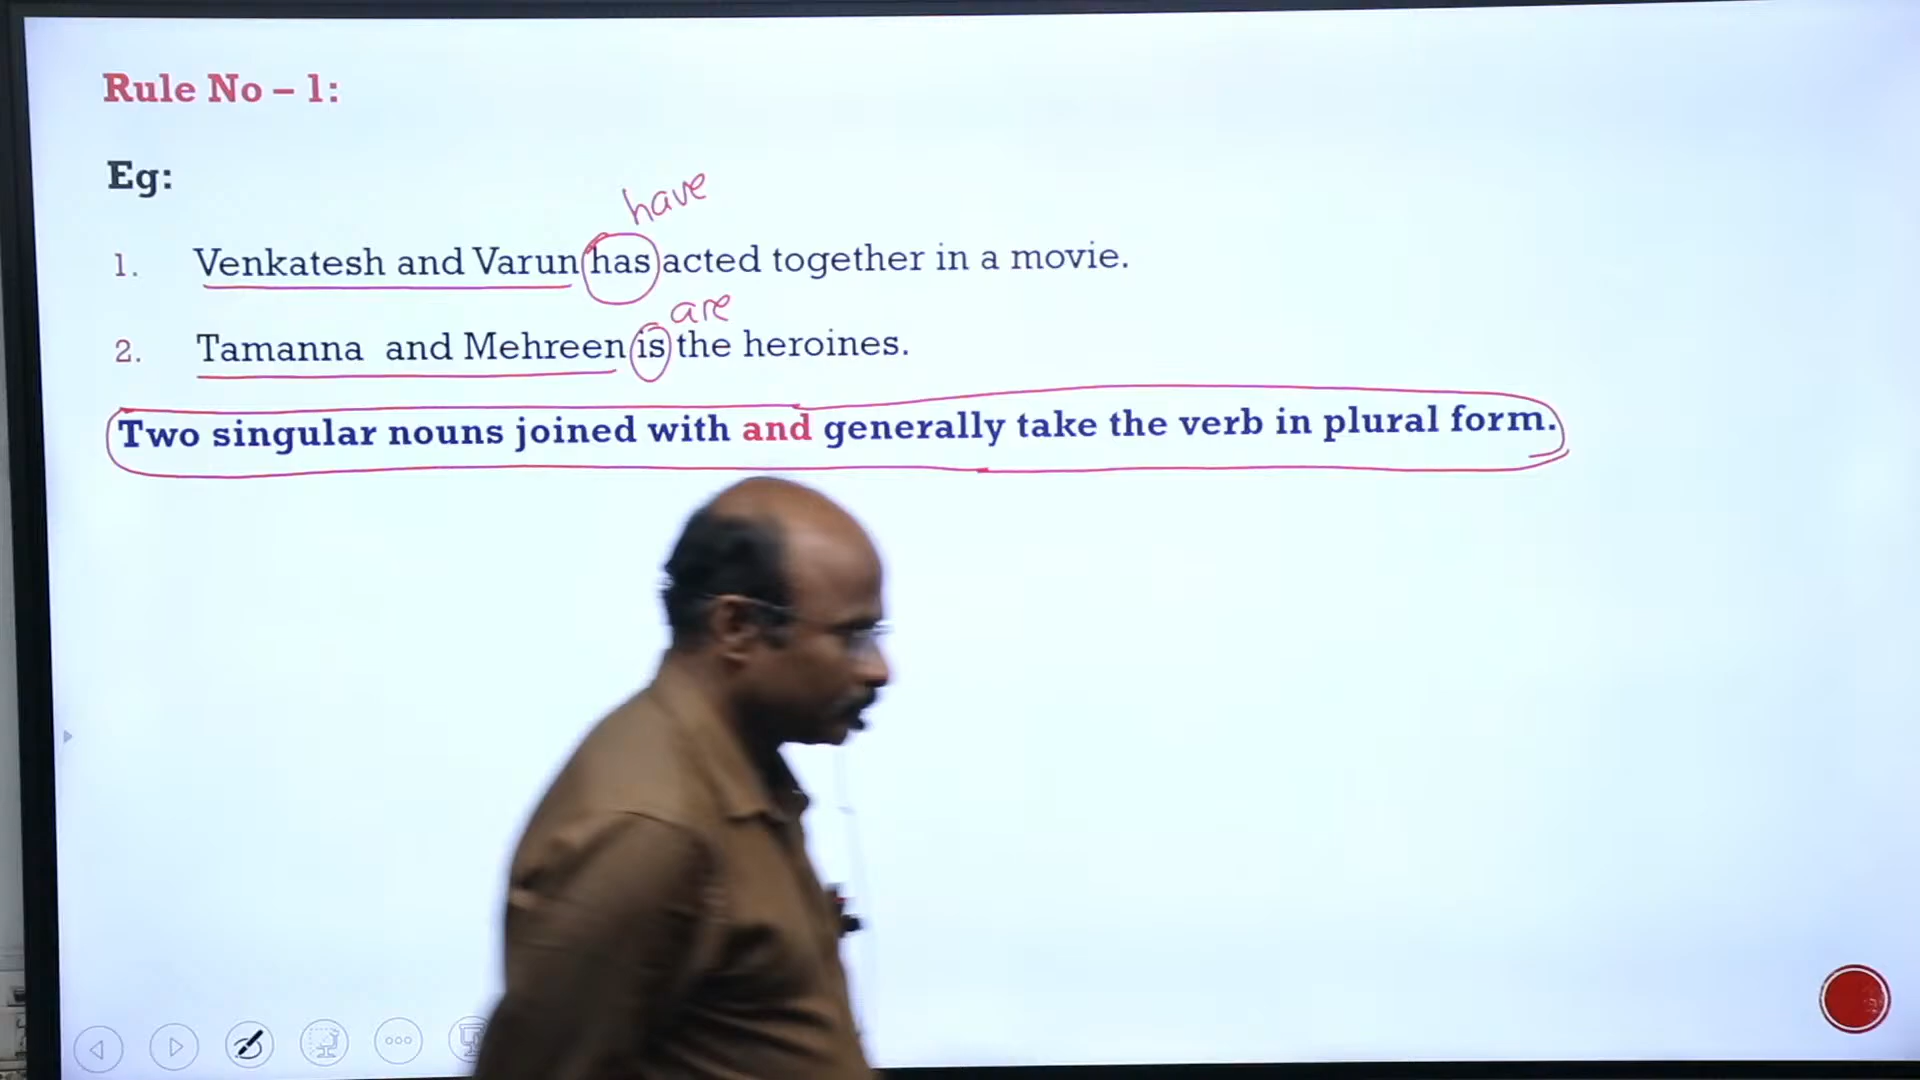 Rule No – 1:
Eg:
have
1. Venkatesh and Varun has acted together in a movie.
are
2. Tamanna and Mehreen is the heroines.
Two singular nouns joined with and generally take the verb in plural form.